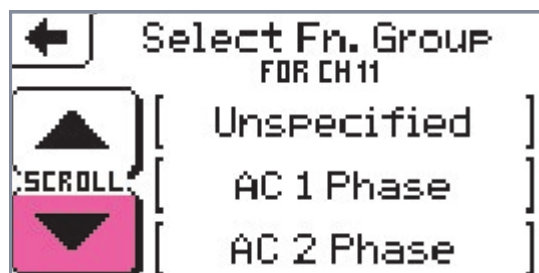 Select Fn. Group
FOR CH 11
[ Unspecified ]
SCROLL
[ AC 1 Phase ]
[ AC 2 Phase ]